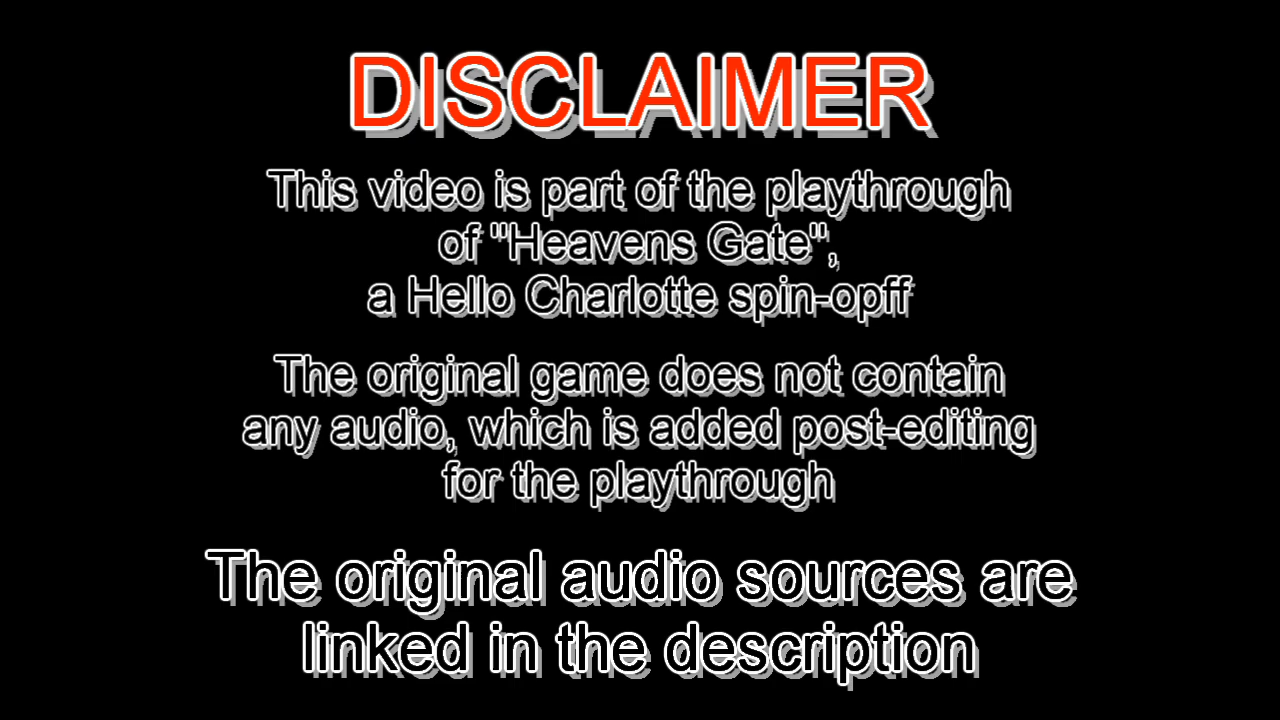 DISCLAIMER
This video is part of the playthrough
of "Heavens Gate",
a Hello Charlotte spin-opff
The original game does not contain
any audio, which is added post-editing
for the playthrough
The original audio sources are
linked in the description